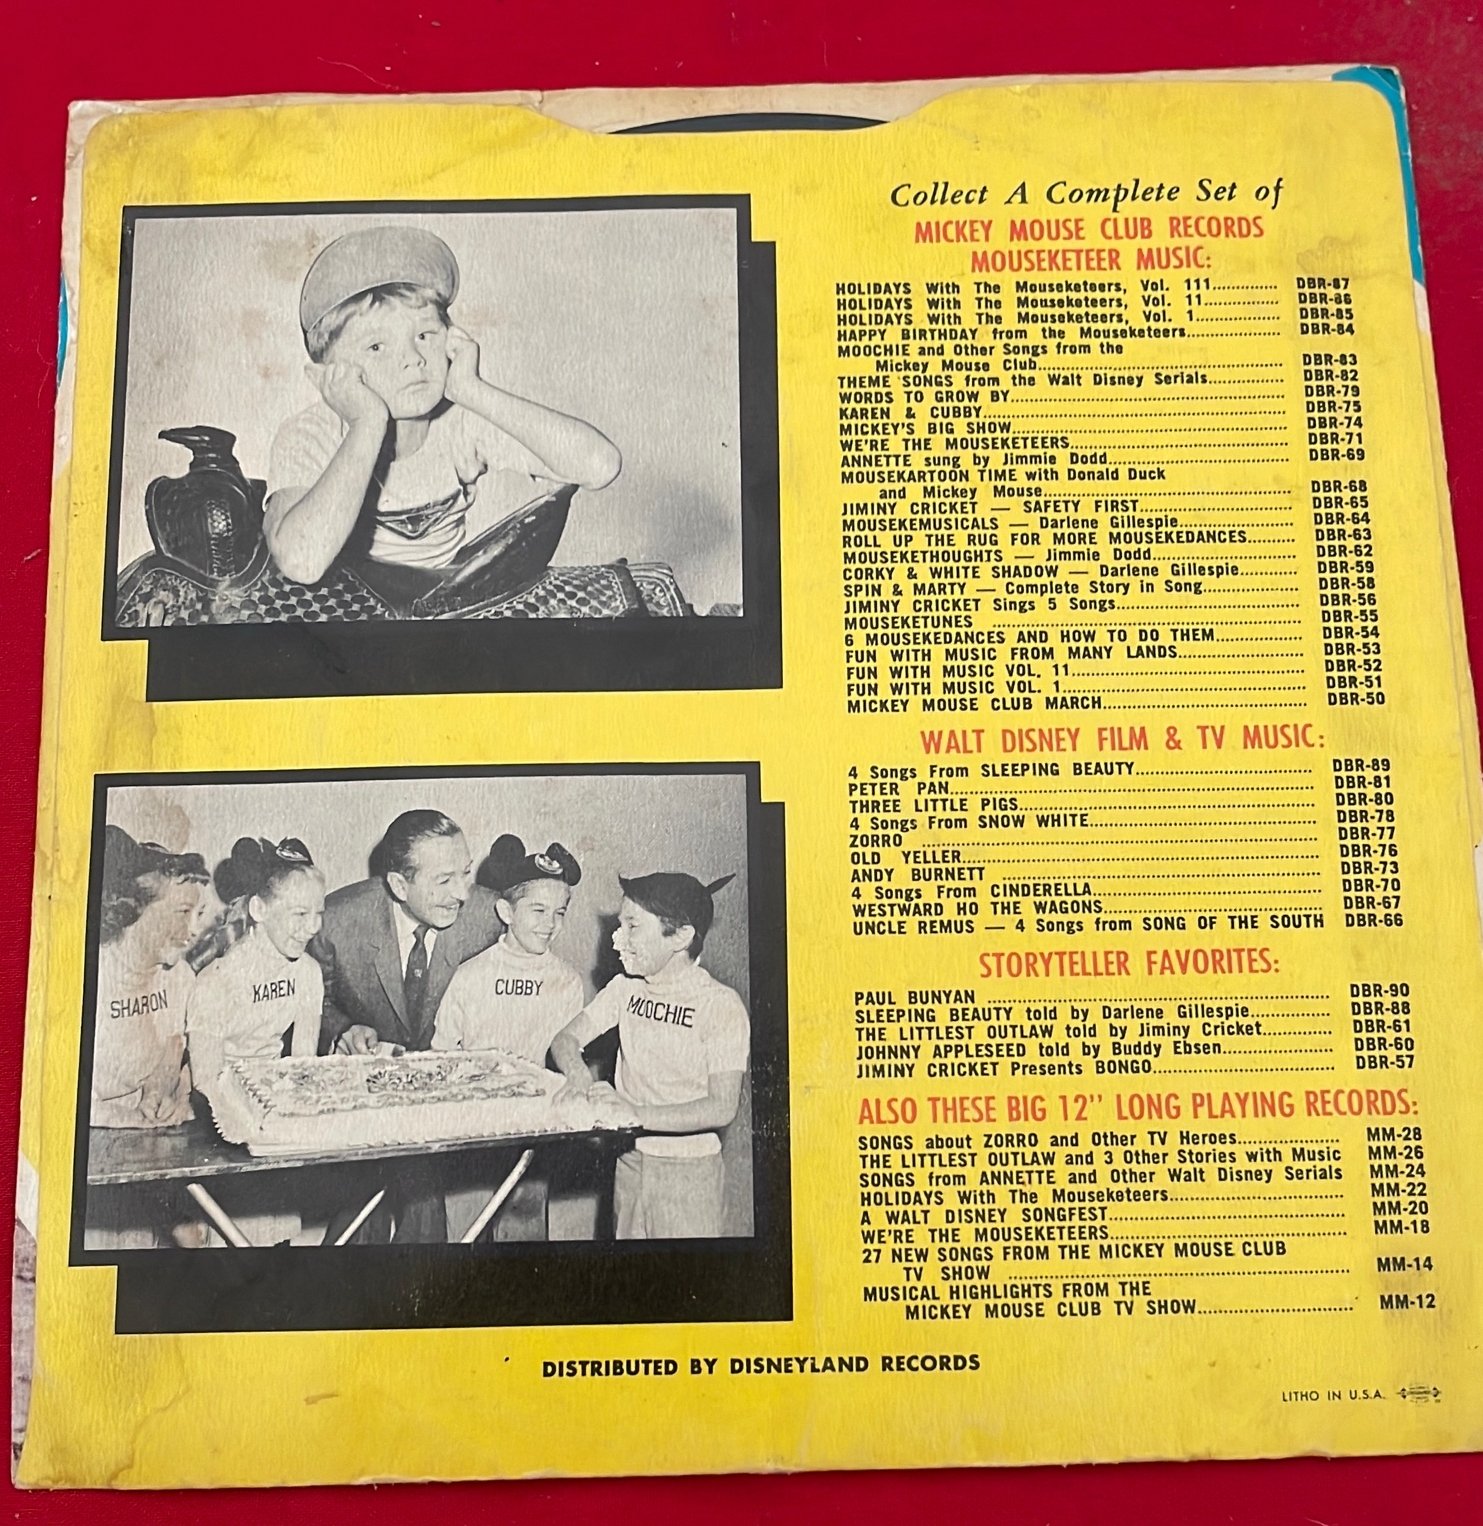 Collect A Complete Set of
MICKEY MOUSE CLUB RECORDS
MOUSEKETEER MUSIC:
HOLIDAYS With The Mouseketeers, Vol. 111.............. DBR-87
HOLIDAYS With The Mouseketeers, Vol. 11............... DBR-86
HOLIDAYS With The Mouseketeers, Vol. 1................. DBR-85
HAPPY BIRTHDAY from the Mouseketeers................... DBR-84
MOOCHIE and Other Songs from the
Mickey Mouse Club................................................ DBR-83
THEME SONGS from the Walt Disney Serials............... DBR-82
WORDS TO GROW BY...................................................... DBR-79
KAREN & CUBBY........................................................... DBR-75
MICKEY'S BIG SHOW...................................................... DBR-74
WE'RE THE MOUSEKETEERS........................................... DBR-71
ANNETTE sung by Jimmie Dodd................................... DBR-69
MOUSEKARTOON TIME with Donald Duck
and Mickey Mouse................................................. DBR-68
JIMINY CRICKET — SAFETY FIRST............................... DBR-65
MOUSEKEMUSICALS — Darlene Gillespie....................... DBR-64
ROLL UP THE RUG FOR MORE MOUSEKEDANCES.......... DBR-63
MOUSEKETHOUGHTS — Jimmie Dodd............................ DBR-62
CORKY & WHITE SHADOW — Darlene Gillespie............ DBR-59
SPIN & MARTY — Complete Story in Song................... DBR-58
JIMINY CRICKET Sings 5 Songs.................................... DBR-56
MOUSEKETUNES ............................................................. DBR-55
6 MOUSEKEDANCES AND HOW TO DO THEM................. DBR-54
FUN WITH MUSIC FROM MANY LANDS......................... DBR-53
FUN WITH MUSIC VOL. 11.............................................. DBR-52
FUN WITH MUSIC VOL. 1................................................ DBR-51
MICKEY MOUSE CLUB MARCH......................................... DBR-50
WALT DISNEY FILM & TV MUSIC:
4 Songs From SLEEPING BEAUTY................................... DBR-89
PETER PAN........................................................................ DBR-81
THREE LITTLE PIGS........................................................... DBR-80
4 Songs From SNOW WHITE............................................. DBR-78
ZORRO .............................................................................. DBR-77
OLD YELLER....................................................................... DBR-76
ANDY BURNETT ................................................................ DBR-73
4 Songs From CINDERELLA.............................................. DBR-70
WESTWARD HO THE WAGONS............................................ DBR-67
UNCLE REMUS — 4 Songs from SONG OF THE SOUTH DBR-66
STORYTELLER FAVORITES:
PAUL BUNYAN .................................................................... DBR-90
SLEEPING BEAUTY told by Darlene Gillespie................ DBR-88
THE LITTLEST OUTLAW told by Jiminy Cricket.............. DBR-61
JOHNNY APPLESEED told by Buddy Ebsen...................... DBR-60
JIMINY CRICKET Presents BONGO.................................... DBR-57
ALSO THESE BIG 12" LONG PLAYING RECORDS:
SONGS about ZORRO and Other TV Heroes.................... MM-28
THE LITTLEST OUTLAW and 3 Other Stories with Music MM-26
SONGS from ANNETTE and Other Walt Disney Serials MM-24
HOLIDAYS With The Mouseketeers.................................. MM-22
A WALT DISNEY SONGFEST.............................................. MM-20
WE'RE THE MOUSEKETEERS............................................ MM-18
27 NEW SONGS FROM THE MICKEY MOUSE CLUB
TV SHOW .................................................................... MM-14
MUSICAL HIGHLIGHTS FROM THE
MICKEY MOUSE CLUB TV SHOW.............................. MM-12
SHARON
KAREN
CUBBY
MOOCHIE
DISTRIBUTED BY DISNEYLAND RECORDS
LITHO IN U.S.A.